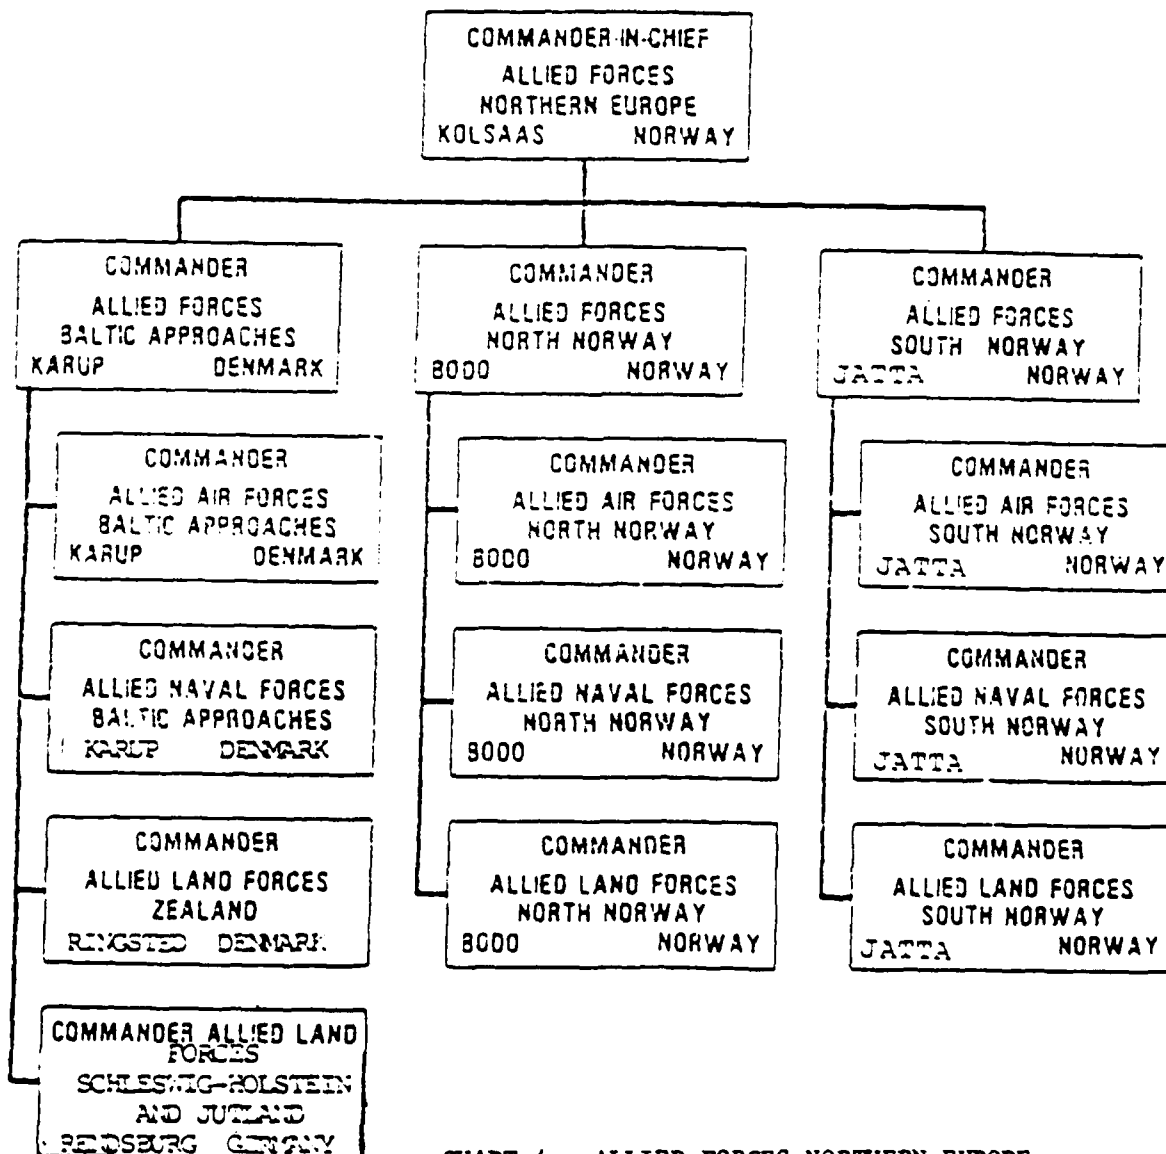 COMMANDER-IN-CHIEF
ALLIED FORCES
NORTHERN EUROPE
KOLSAAS NORWAY
COMMANDER
ALLIED FORCES
BALTIC APPROACHES
KARUP DENMARK
COMMANDER
ALLIED AIR FORCES
BALTIC APPROACHES
KARUP DENMARK
COMMANDER
ALLIED NAVAL FORCES
BALTIC APPROACHES
KARUP DENMARK
COMMANDER
ALLIED LAND FORCES
ZEALAND
RINGSTED DENMARK
COMMANDER ALLIED LAND
FORCES
SCHLESWIG-HOLSTEIN
AND JUTLAND
RENDSBURG GERMANY
COMMANDER
ALLIED FORCES
NORTH NORWAY
BODO NORWAY
COMMANDER
ALLIED AIR FORCES
NORTH NORWAY
BODO NORWAY
COMMANDER
ALLIED NAVAL FORCES
NORTH NORWAY
BODO NORWAY
COMMANDER
ALLIED LAND FORCES
NORTH NORWAY
BODO NORWAY
COMMANDER
ALLIED FORCES
SOUTH NORWAY
JATTA NORWAY
COMMANDER
ALLIED AIR FORCES
SOUTH NORWAY
JATTA NORWAY
COMMANDER
ALLIED NAVAL FORCES
SOUTH NORWAY
JATTA NORWAY
COMMANDER
ALLIED LAND FORCES
SOUTH NORWAY
JATTA NORWAY
ALLIED FORCES NORTHERN EUROPE